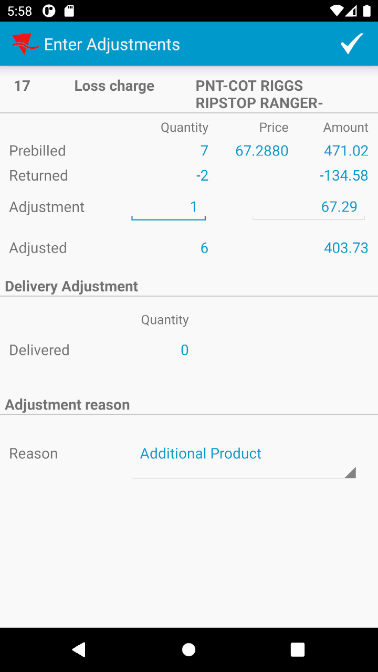 5:58
Enter Adjustments
17 Loss charge PNT-COT RIGGS
RIPSTOP RANGER-
Quantity Price Amount
Prebilled 7 67.2880 471.02
Returned -2 -134.58
Adjustment 1 67.29
Adjusted 6 403.73
Delivery Adjustment
Quantity
Delivered 0
Adjustment reason
Reason Additional Product